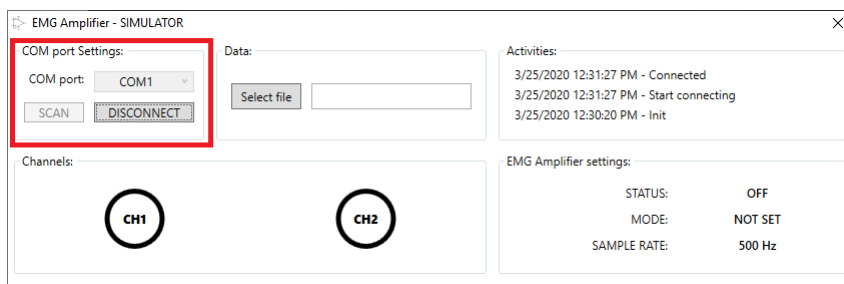 EMG Amplifier - SIMULATOR
COM port Settings:
COM port: COM1
SCAN DISCONNECT
Data:
Select file
Activities:
3/25/2020 12:31:27 PM - Connected
3/25/2020 12:31:27 PM - Start connecting
3/25/2020 12:30:20 PM - Init
Channels:
CH1 CH2
EMG Amplifier settings:
STATUS: OFF
MODE: NOT SET
SAMPLE RATE: 500 Hz